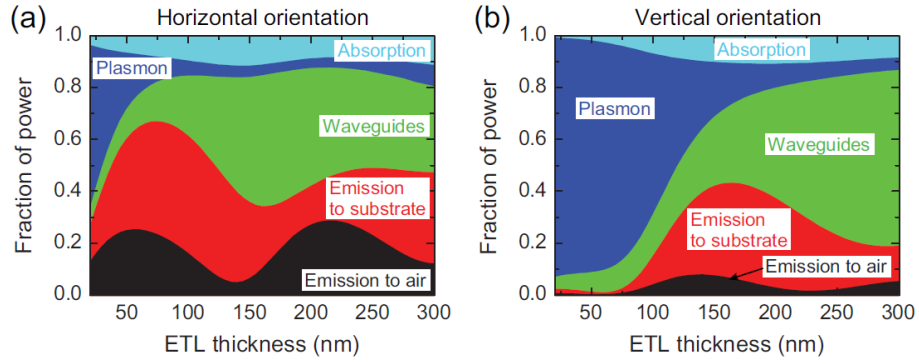 (a) Horizontal orientation
1.0
0.8
0.6
0.4
0.2
0.0
Fraction of power
Absorption
Plasmon
Waveguides
Emission
to substrate
Emission to air
50 100 150 200 250 300
ETL thickness (nm)
(b) Vertical orientation
1.0
0.8
0.6
0.4
0.2
0.0
Fraction of power
Absorption
Plasmon
Waveguides
Emission
to substrate
Emission to air
50 100 150 200 250 300
ETL thickness (nm)